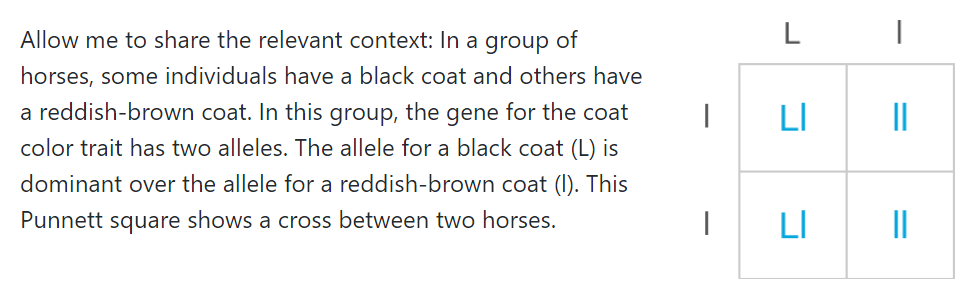 Allow me to share the relevant context: In a group of
horses, some individuals have a black coat and others have
a reddish-brown coat. In this group, the gene for the coat
color trait has two alleles. The allele for a black coat (L) is
dominant over the allele for a reddish-brown coat (l). This
Punnett square shows a cross between two horses.
L l
l Ll ll
l Ll ll